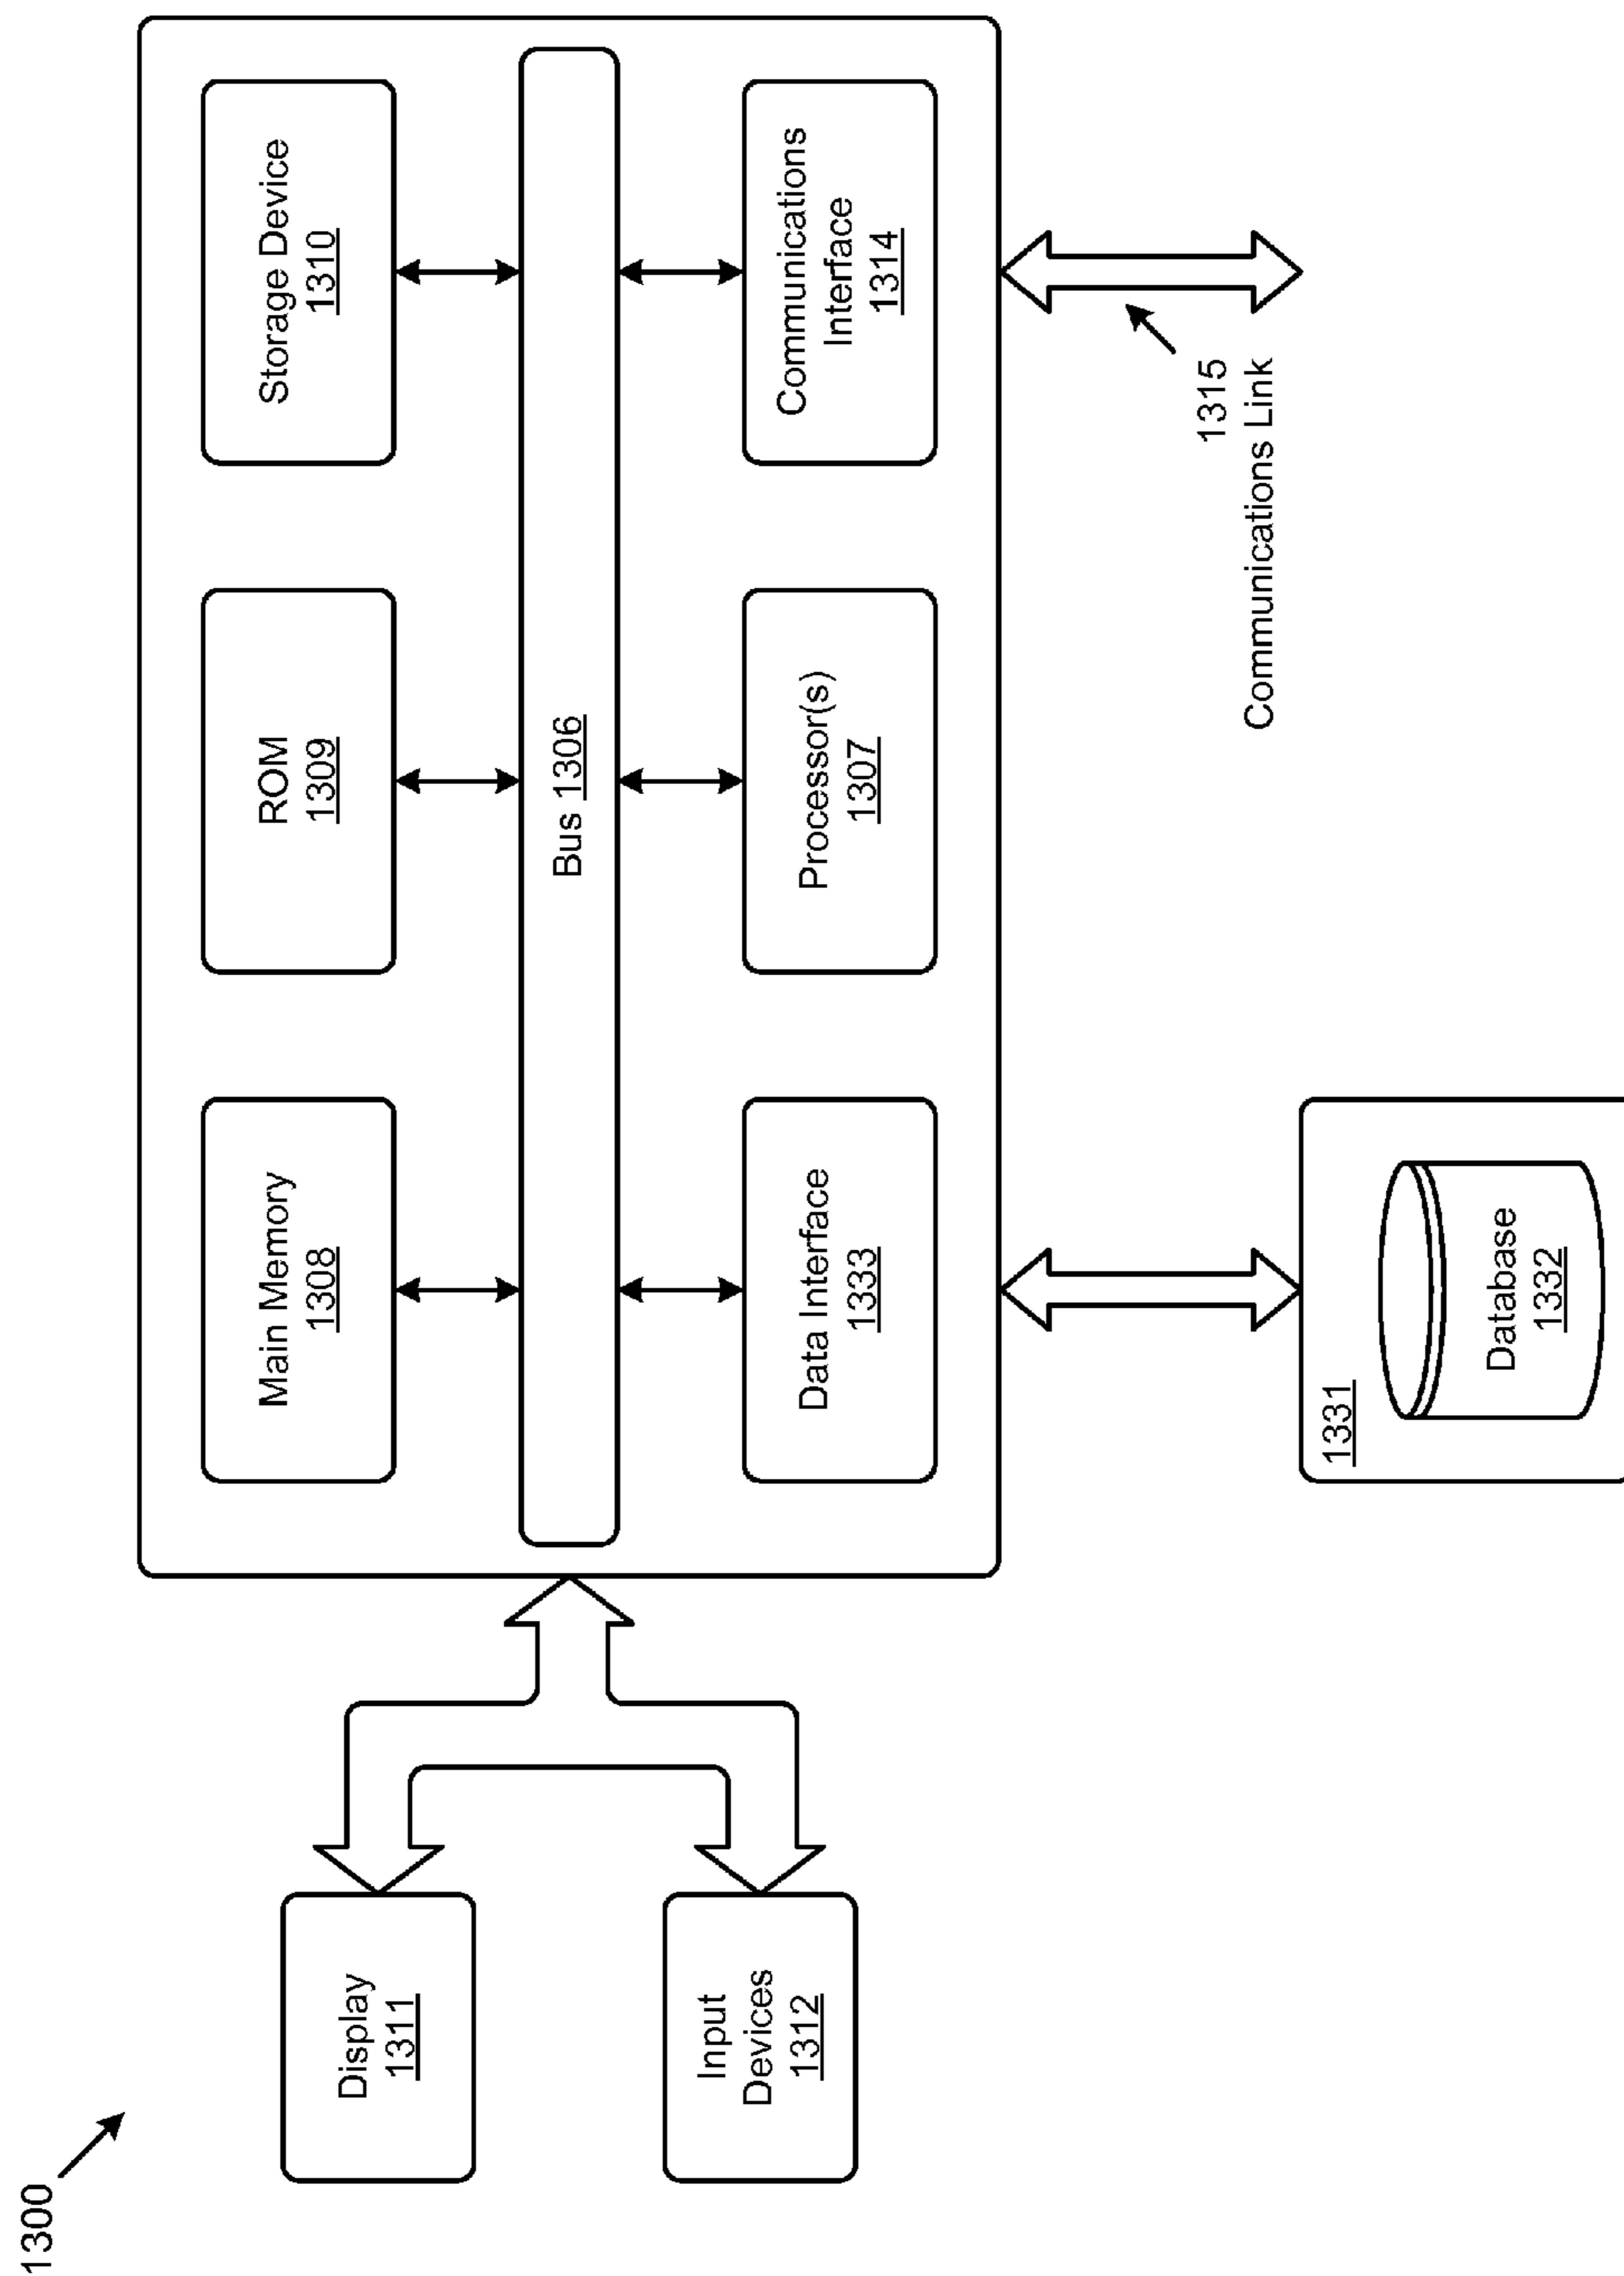 1300
Display
1311
Input
Devices
1312
Main Memory
1308
ROM
1309
Storage Device
1310
Bus 1306
Data Interface
1333
Processor(s)
1307
Communications
Interface
1314
1331
Database
1332
1315
Communications Link